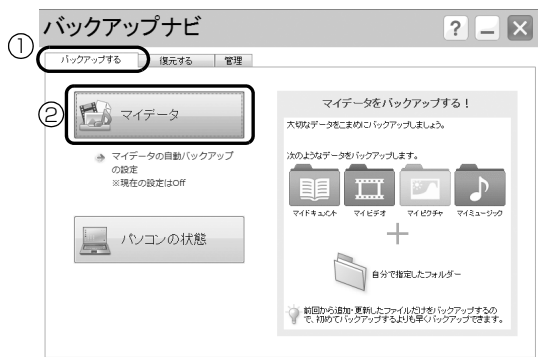 バックアップナビ
? – ×
①
バックアップする 復元する 管理
②
マイデータ
マイデータの自動バックアップ
の設定
※現在の設定はOff
パソコンの状態
マイデータをバックアップする!
大切なデータをこまめにバックアップしましょう。
次のようなデータをバックアップします。
マイドキュメント マイビデオ マイピクチャ マイミュージック
+
自分で指定したフォルダー
前回から追加・更新したファイルだけをバックアップするの
で、初めてバックアップするよりも早くバックアップできます。